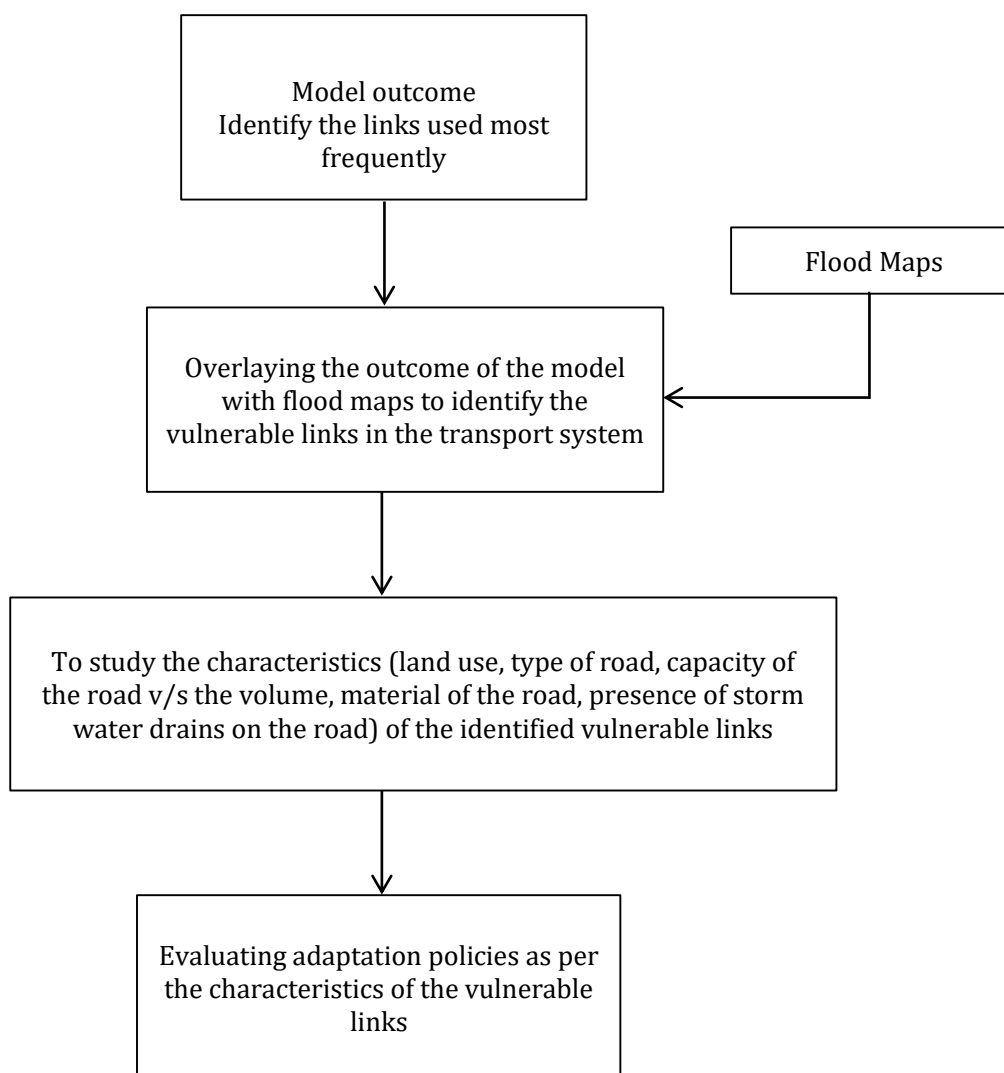 Model outcome
Identify the links used most
frequently
Flood Maps
Overlaying the outcome of the model
with flood maps to identify the
vulnerable links in the transport system
To study the characteristics (land use, type of road, capacity of
the road v/s the volume, material of the road, presence of storm
water drains on the road) of the identified vulnerable links
Evaluating adaptation policies as per
the characteristics of the vulnerable
links